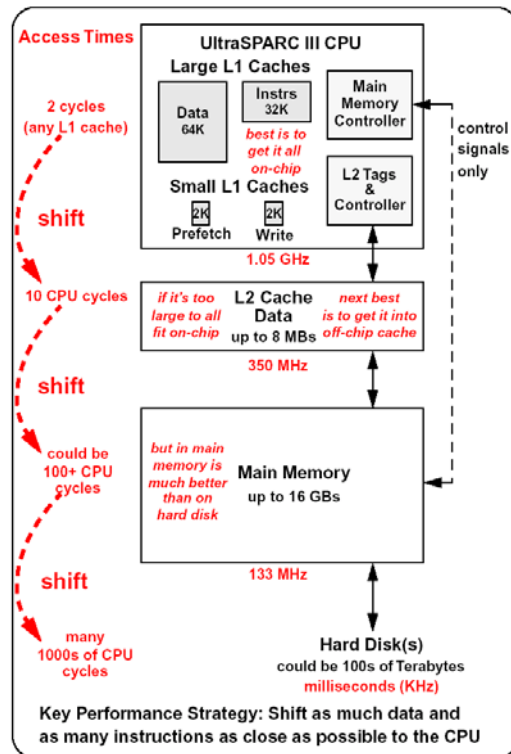 Access Times
UltraSPARC III CPU
Large L1 Caches
Data
64K
Instrs
32K
Main
Memory
Controller
2 cycles
(any L1 cache)
best is to
get it all
on-chip
control
signals
only
L2 Tags
&
Controller
Small L1 Caches
2K
Prefetch
2K
Write
shift
1.05 GHz
10 CPU cycles
if it's too
large to all
fit on-chip
L2 Cache
Data
up to 8 MBs
next best
is to get it into
off-chip cache
350 MHz
shift
could be
100+ CPU
cycles
but in main
memory is
much better
than on
hard disk
Main Memory
up to 16 GBs
133 MHz
shift
many
1000s of CPU
cycles
Hard Disk(s)
could be 100s of Terabytes
milliseconds (KHz)
Key Performance Strategy: Shift as much data and
as many instructions as close as possible to the CPU